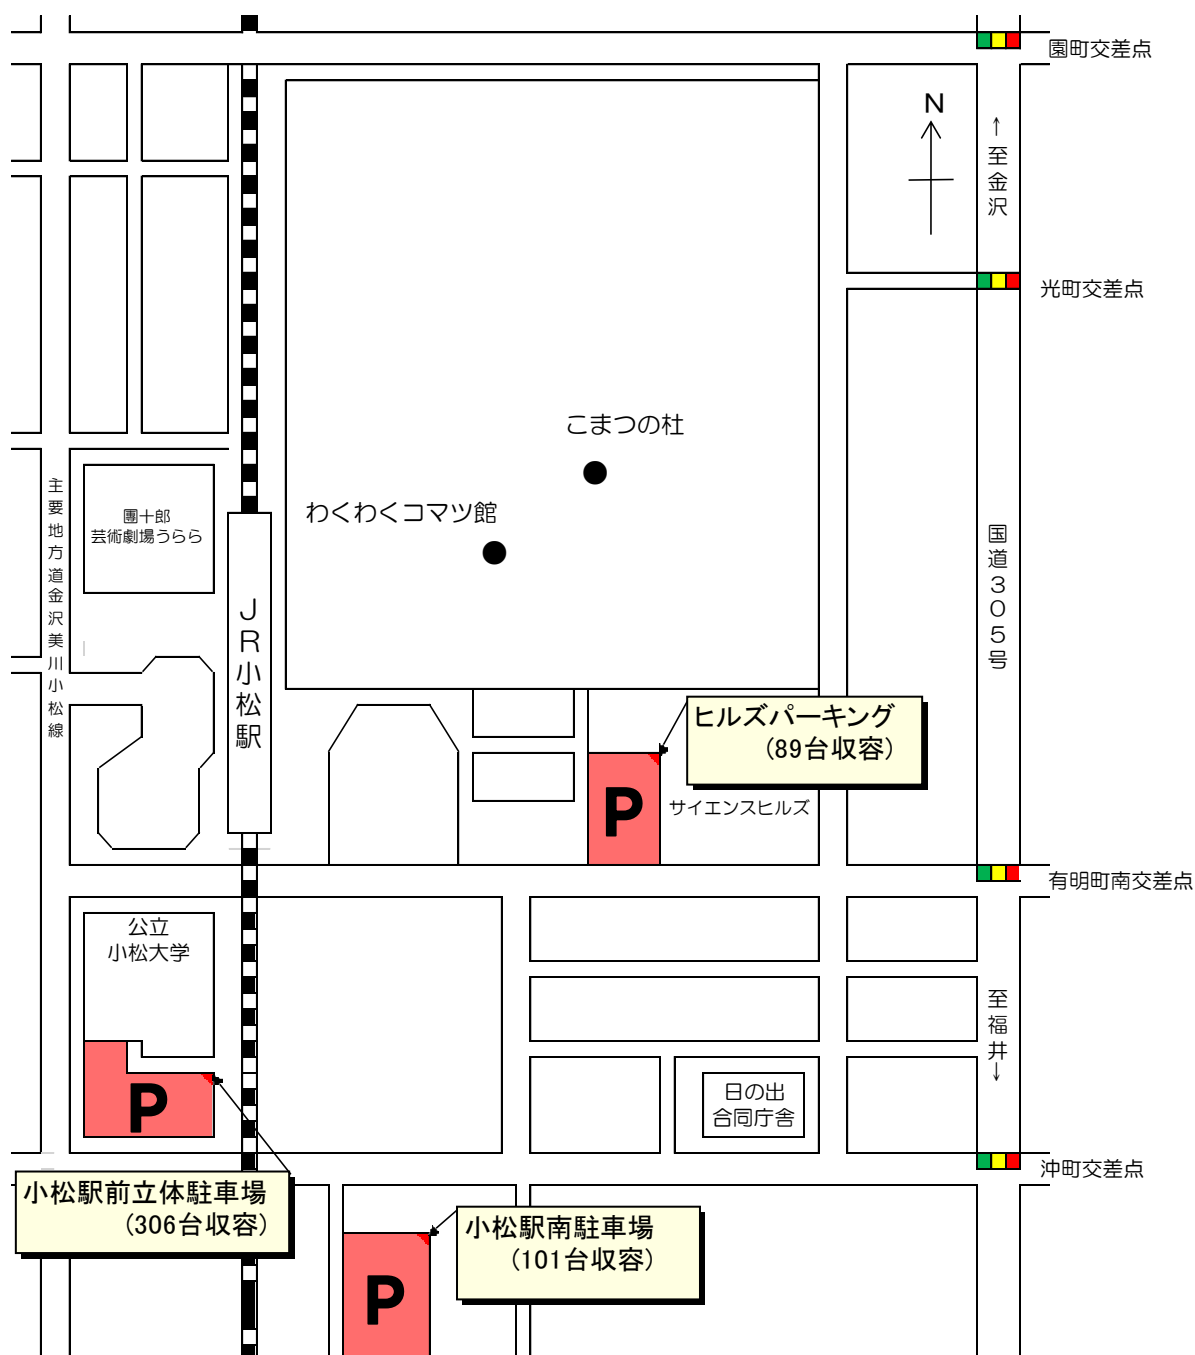 園町交差点
N
↑至金沢
光町交差点
こまつの杜
わくわくコマツ館
主要地方道金沢美川小松線
團十郎
芸術劇場うらら
国道305号
JR小松駅
ヒルズパーキング
(89台収容)
P
サイエンスヒルズ
有明町南交差点
公立
小松大学
至福井↓
P
日の出
合同庁舎
沖町交差点
小松駅前立体駐車場
(306台収容)
小松駅南駐車場
(101台収容)
P